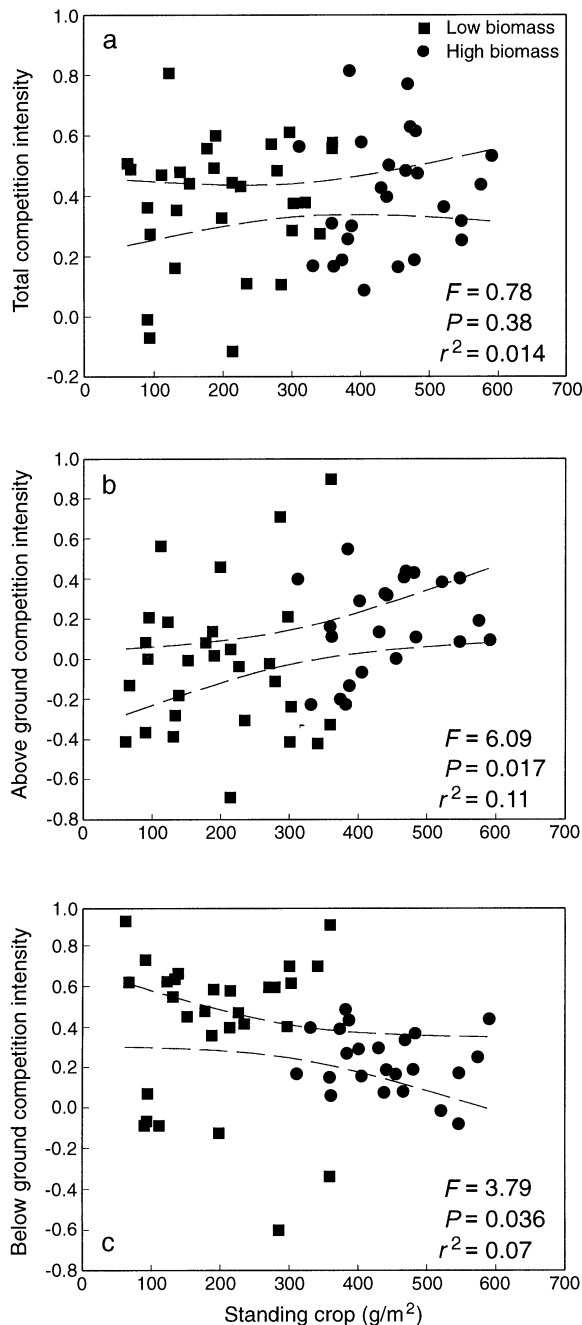 a
Low biomass
High biomass
1.0
0.8
0.6
0.4
0.2
0.0
-0.2
Total competition intensity
F = 0.78
P = 0.38
r² = 0.014
0 100 200 300 400 500 600 700
b
1.0
0.8
0.6
0.4
0.2
0.0
-0.2
-0.4
-0.6
-0.8
Above ground competition intensity
F = 6.09
P = 0.017
r² = 0.11
0 100 200 300 400 500 600 700
1.0
0.8
0.6
0.4
0.2
0.0
-0.2
-0.4
-0.6
-0.8
Below ground competition intensity
F = 3.79
P = 0.036
r² = 0.07
c
0 100 200 300 400 500 600 700
Standing crop (g/m²)